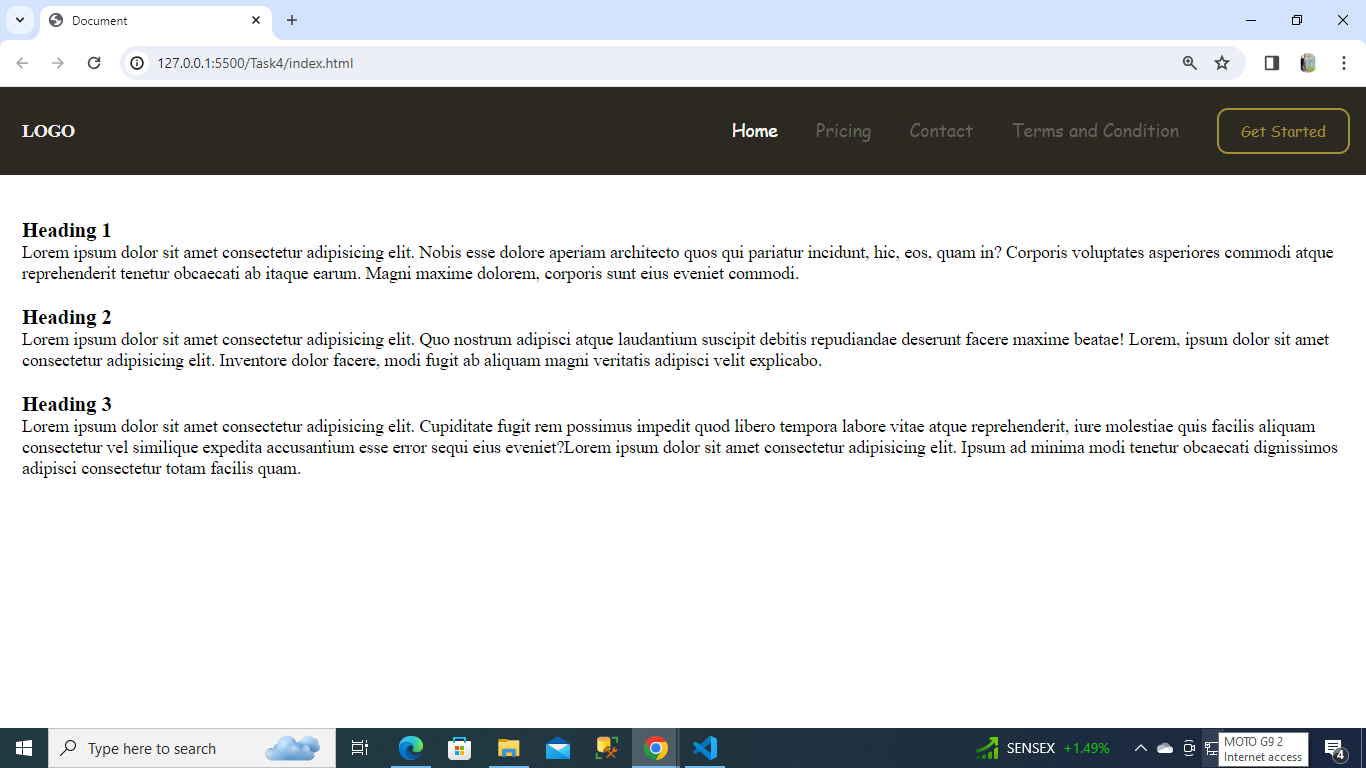 Document
127.0.0.1:5500/Task4/index.html
LOGO Home Pricing Contact Terms and Condition Get Started
Heading 1
Lorem ipsum dolor sit amet consectetur adipisicing elit. Nobis esse dolore aperiam architecto quos qui pariatur incidunt, hic, eos, quam in? Corporis voluptates asperiores commodi atque
reprehenderit tenetur obcaecati ab itaque earum. Magni maxime dolorem, corporis sunt eius eveniet commodi.
Heading 2
Lorem ipsum dolor sit amet consectetur adipisicing elit. Quo nostrum adipisci atque laudantium suscipit debitis repudiandae deserunt facere maxime beatae! Lorem, ipsum dolor sit amet
consectetur adipisicing elit. Inventore dolor facere, modi fugit ab aliquam magni veritatis adipisci velit explicabo.
Heading 3
Lorem ipsum dolor sit amet consectetur adipisicing elit. Cupiditate fugit rem possimus impedit quod libero tempora labore vitae atque reprehenderit, iure molestiae quis facilis aliquam
consectetur vel similique expedita accusantium esse error sequi eius eveniet?Lorem ipsum dolor sit amet consectetur adipisicing elit. Ipsum ad minima modi tenetur obcaecati dignissimos
adipisci consectetur totam facilis quam.
Type here to search
SENSEX +1.49%
MOTO G9 2
Internet access
4